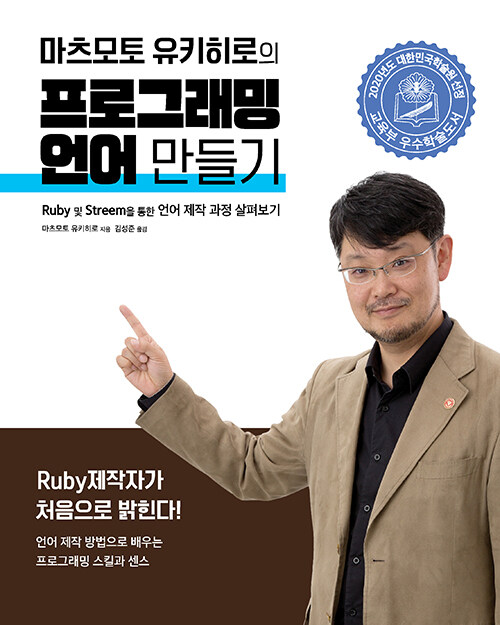 마츠모토 유키히로의
프로그래밍
언어 만들기
Ruby 및 Streem을 통한 언어 제작 과정 살펴보기
마츠모토 유키히로 지음 김성준 옮김
2020년도 대한민국학술원 선정
교육부 우수학술도서
Ruby제작자가
처음으로 밝힌다!
언어 제작 방법으로 배우는
프로그래밍 스킬과 센스